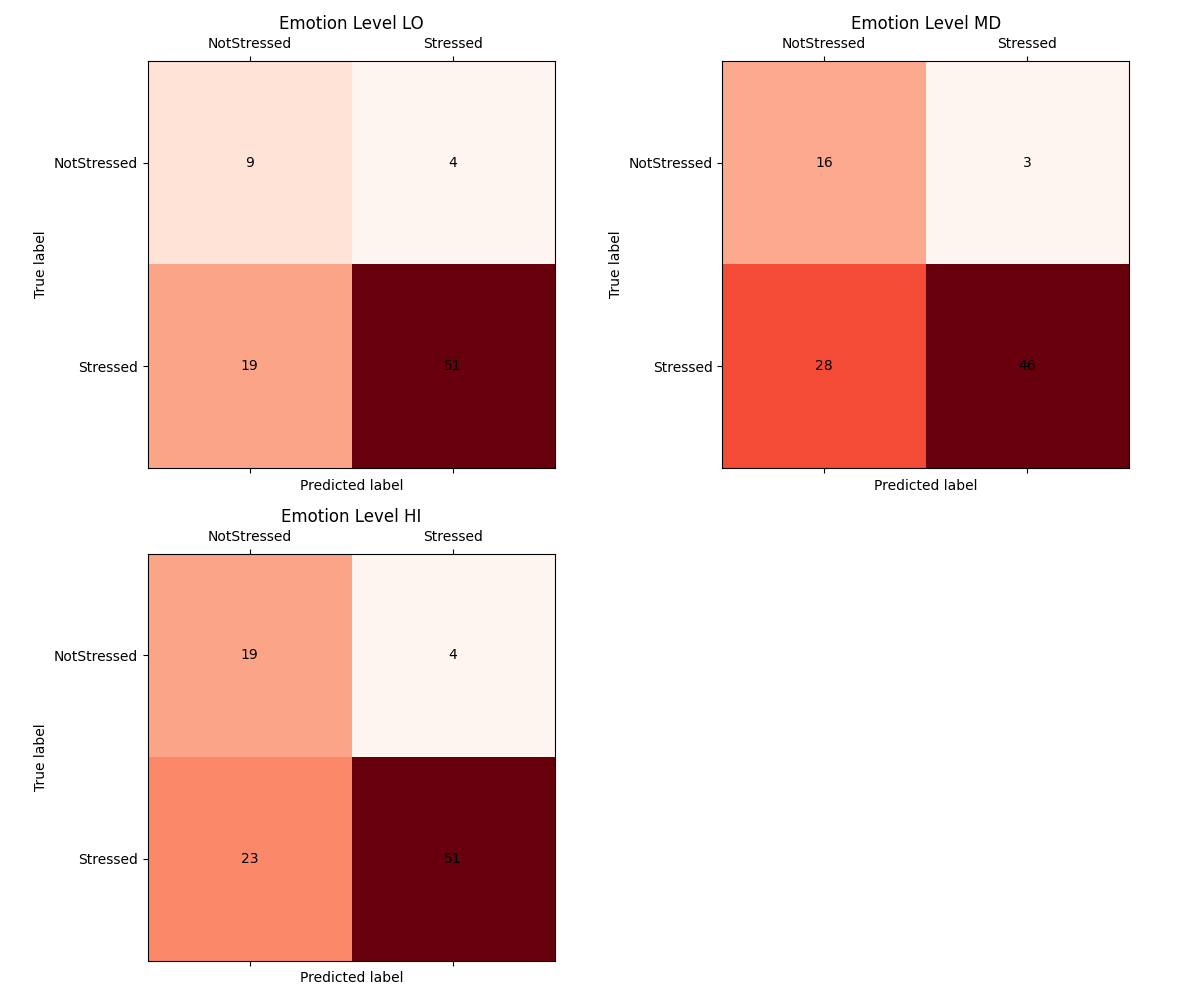 Emotion Level LO
NotStressed Stressed
NotStressed 9 4
True label
Stressed 19 51
Predicted label
Emotion Level MD
NotStressed Stressed
NotStressed 16 3
True label
Stressed 28 46
Predicted label
Emotion Level HI
NotStressed Stressed
NotStressed 19 4
True label
Stressed 23 51
Predicted label